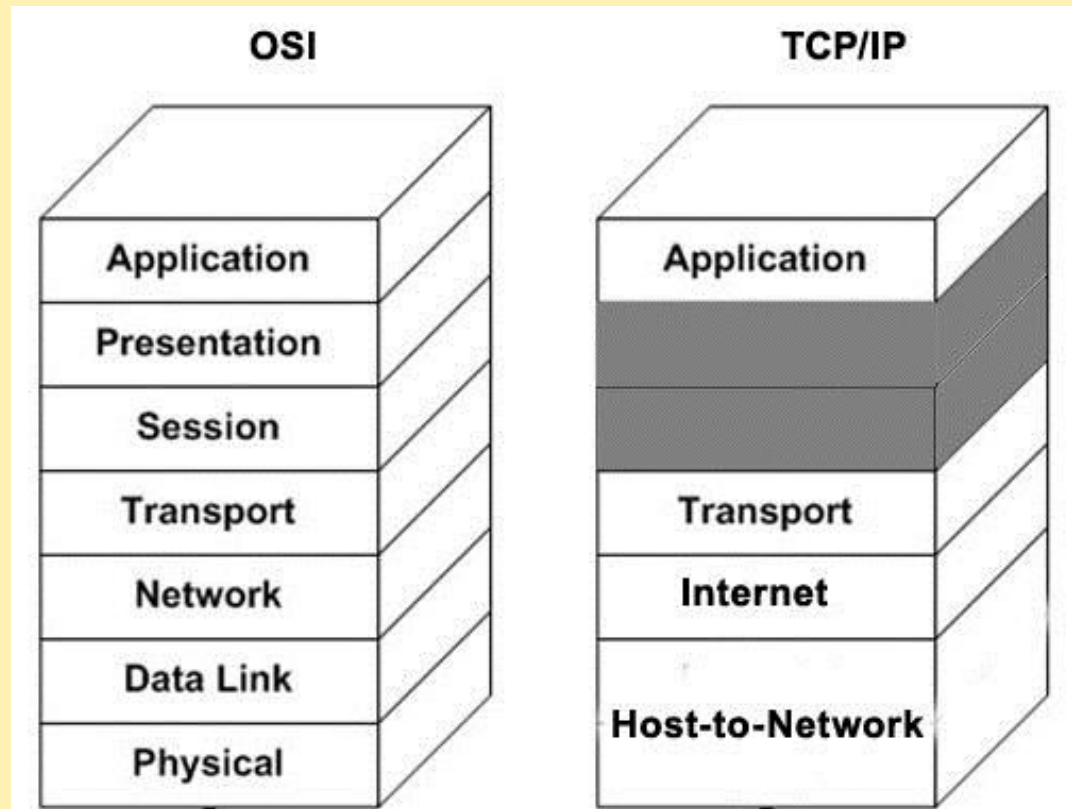 OSI
TCP/IP
Application
Presentation
Session
Transport
Network
Data Link
Physical
Application
Transport
Internet
Host-to-Network